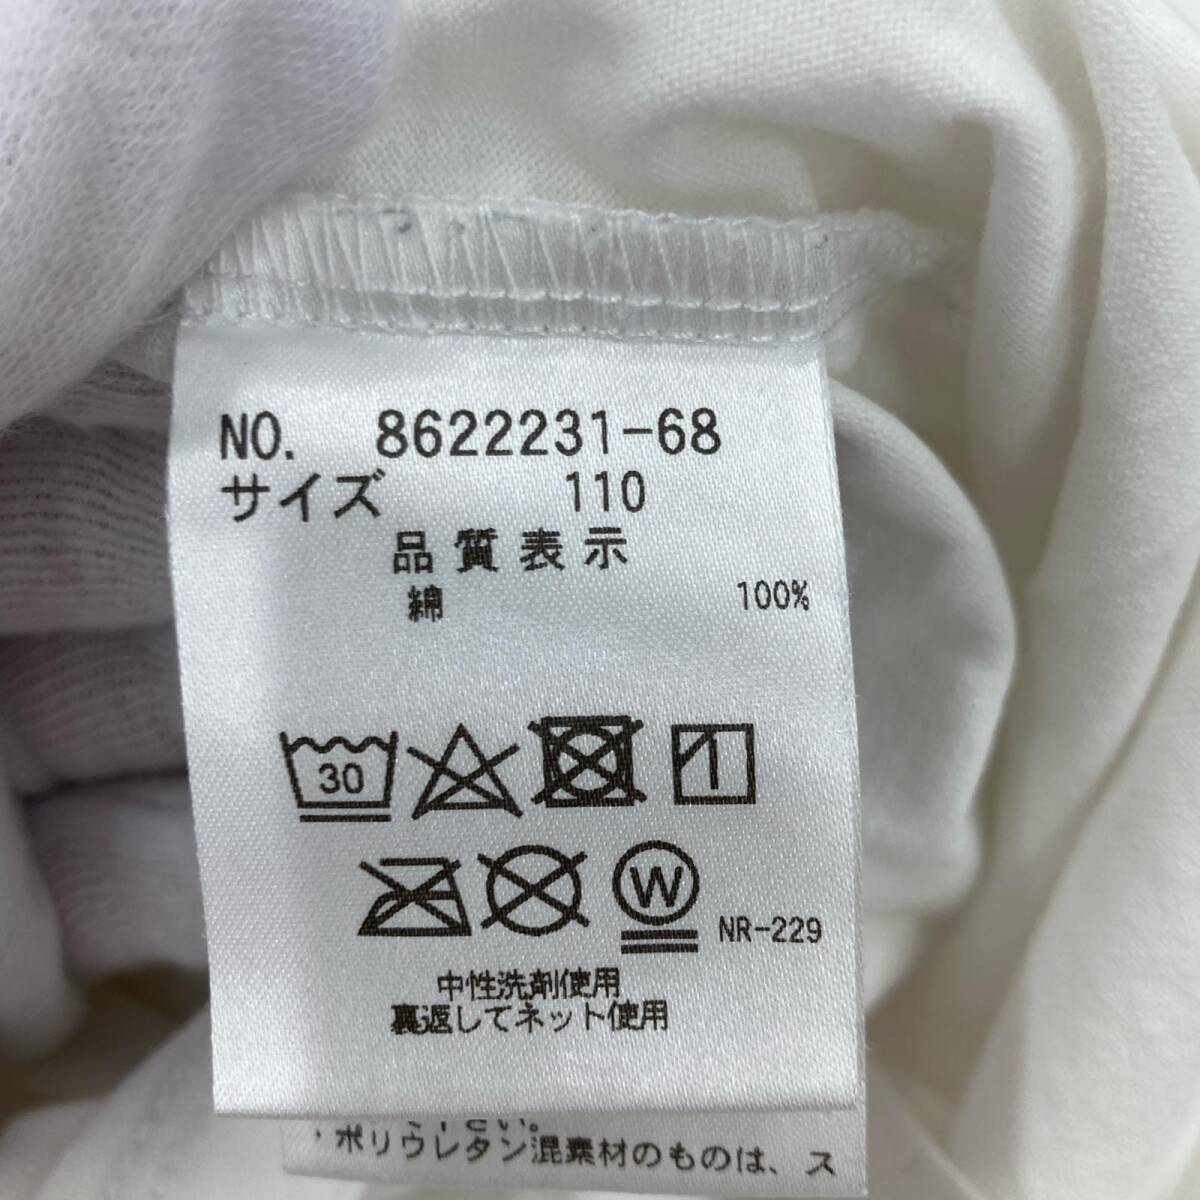 NO. 8622231-68
サイズ 110
品質表示
綿 100%
30
W
NR-229
中性洗剤使用
裏返してネット使用
さい。
・ポリウレタン混素材のものは、ス